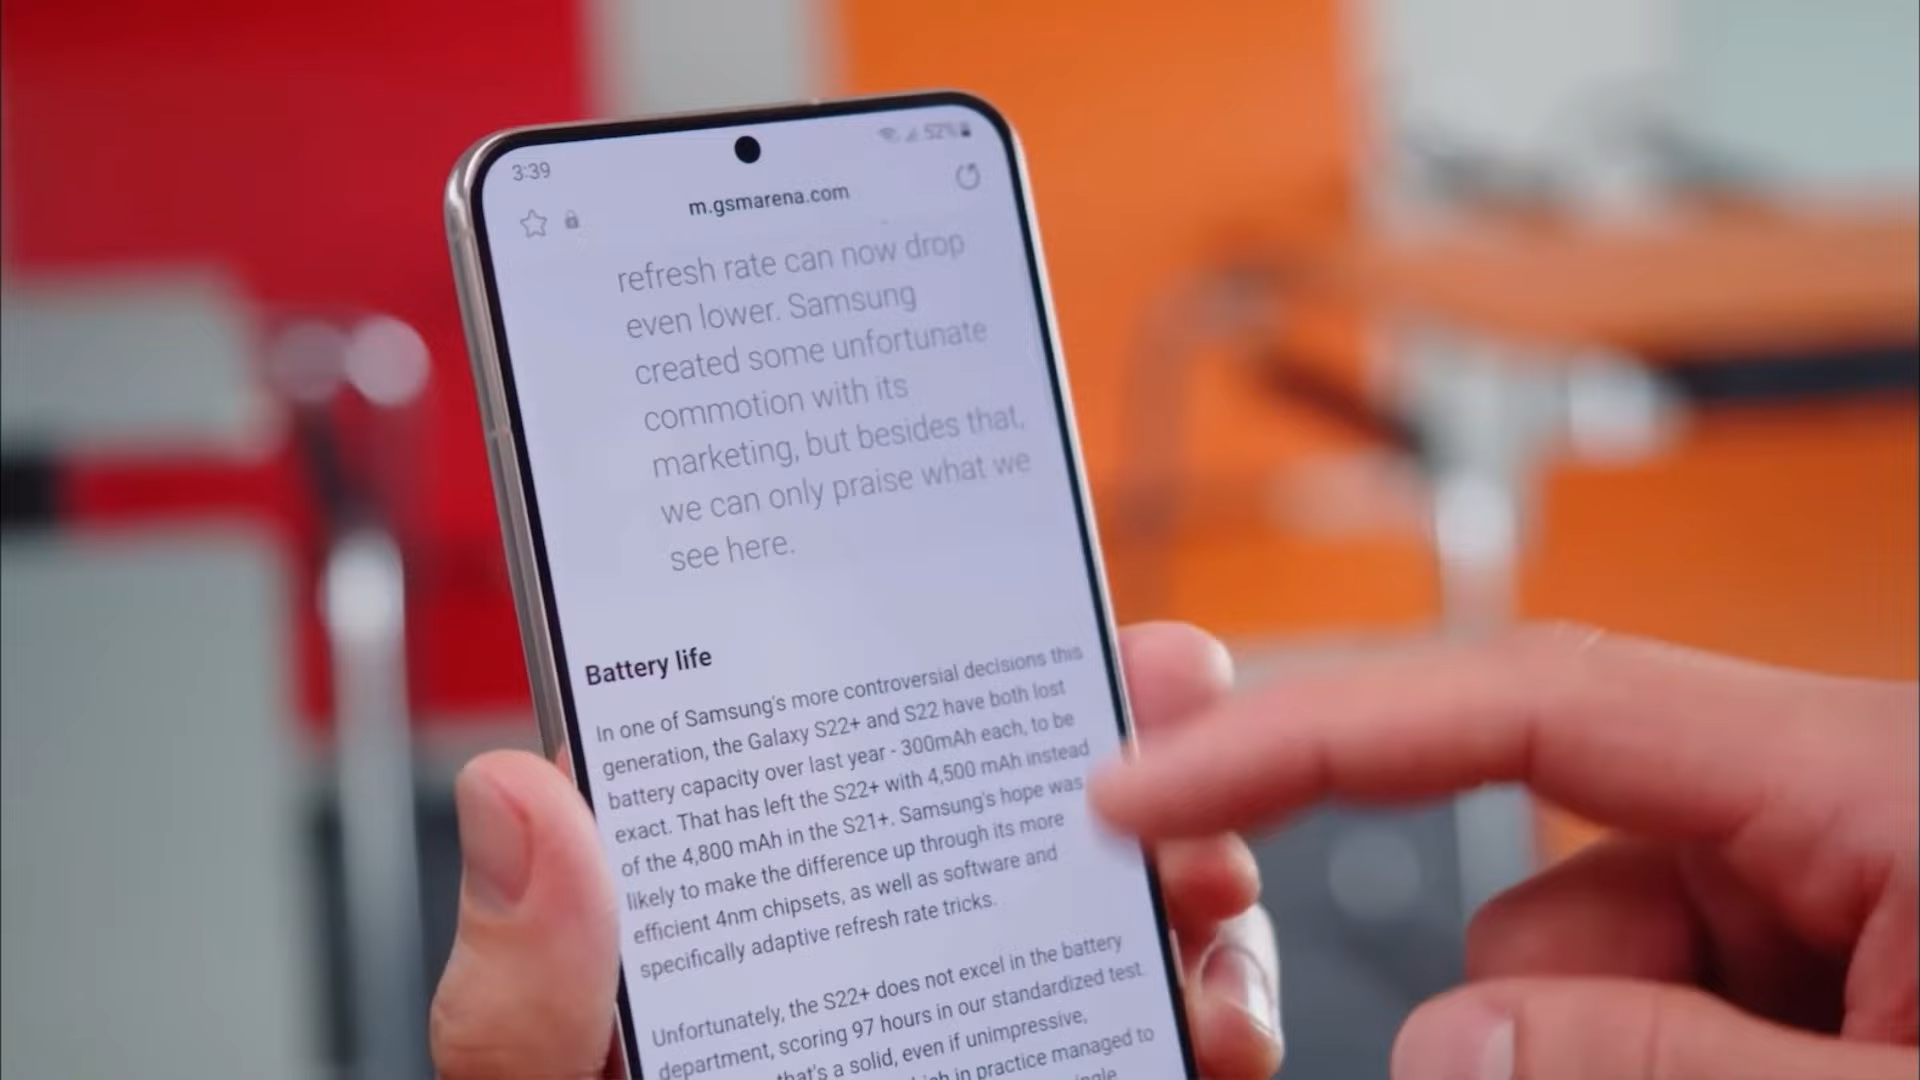 3:39
52%
m.gsmarena.com
refresh rate can now drop
even lower. Samsung
created some unfortunate
commotion with its
marketing, but besides that,
we can only praise what we
see here.
Battery life
In one of Samsung's more controversial decisions this
generation, the Galaxy S22+ and S22 have both lost
battery capacity over last year - 300mAh each, to be
exact. That has left the S22+ with 4,500 mAh instead
of the 4,800 mAh in the S21+. Samsung's hope was
likely to make the difference up through its more
efficient 4nm chipsets, as well as software and
specifically adaptive refresh rate tricks.
Unfortunately, the S22+ does not excel in the battery
department, scoring 97 hours in our standardized test.
that's a solid, even if unimpressive,
in practice managed to